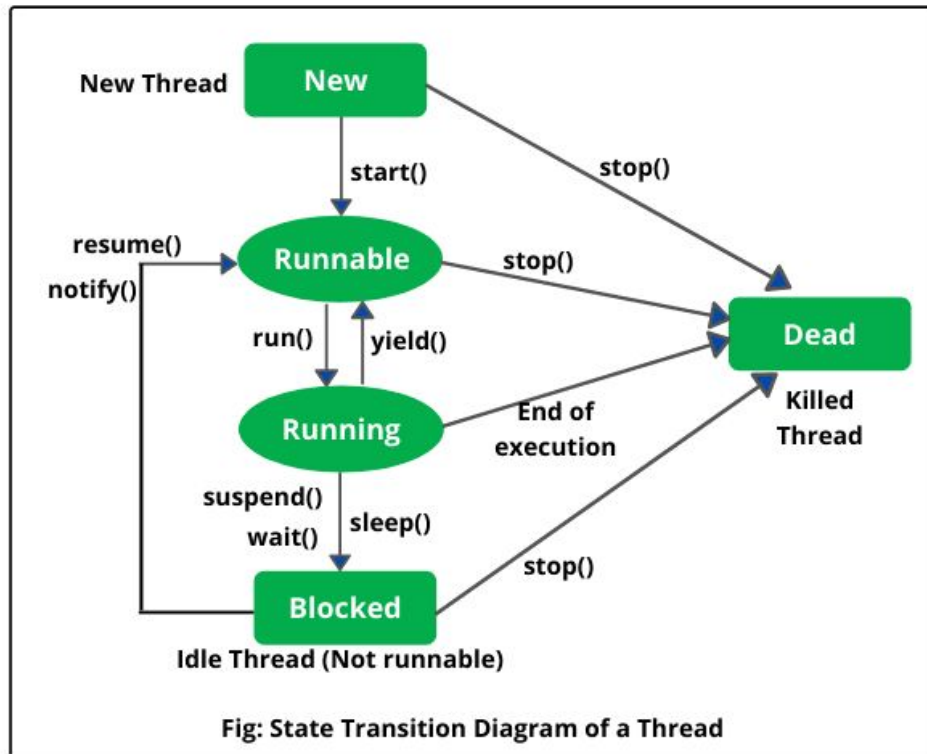 New
New Thread
start()
stop()
resume()
notify()
Runnable
stop()
run()
yield()
Dead
Killed
Thread
Running
End of
execution
suspend()
wait()
sleep()
stop()
Blocked
Idle Thread (Not runnable)
Fig: State Transition Diagram of a Thread